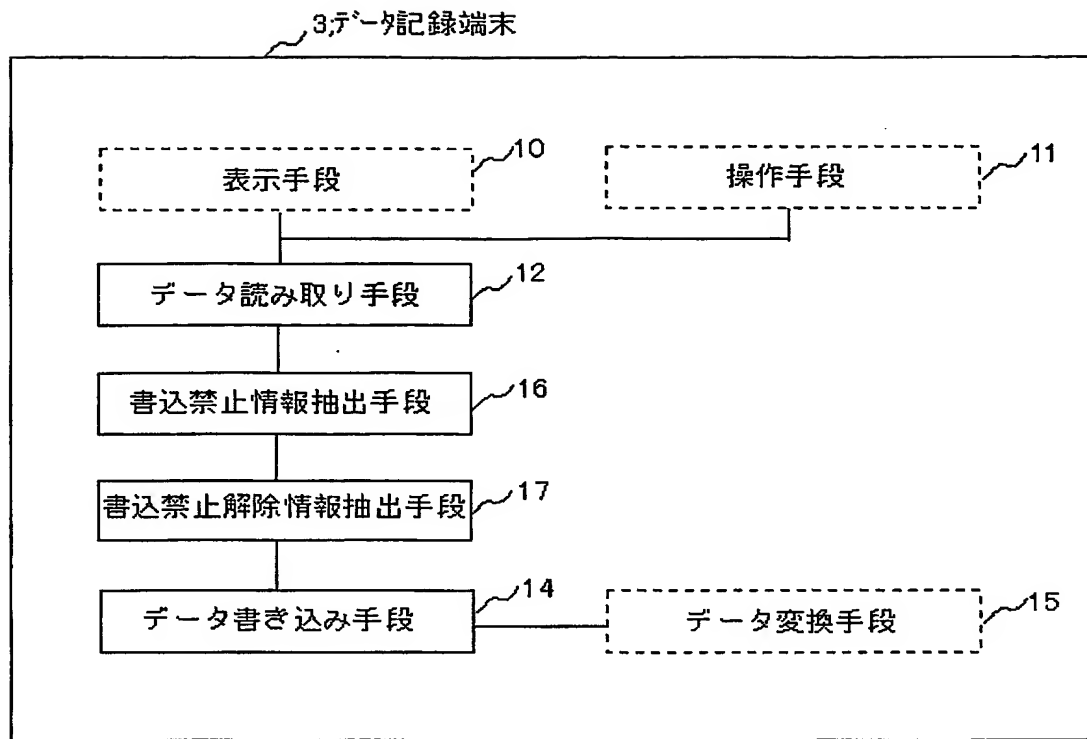 3;データ記録端末
表示手段 10
操作手段 11
データ読み取り手段 12
書込禁止情報抽出手段 16
書込禁止解除情報抽出手段 17
データ書き込み手段 14
データ変換手段 15